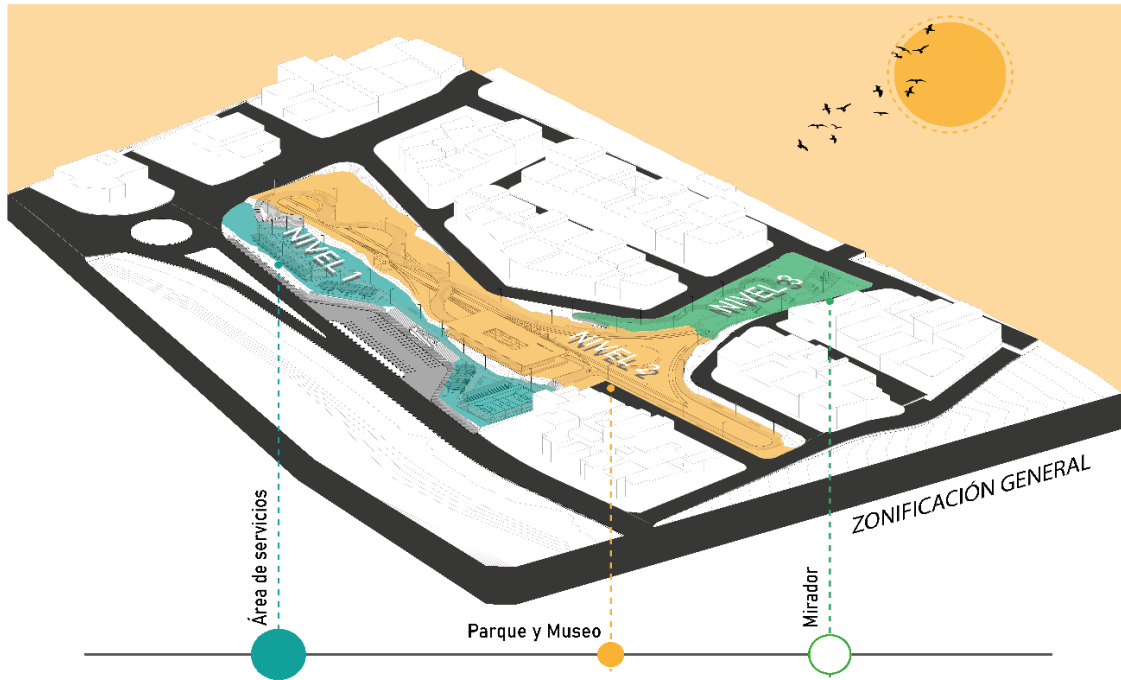 NIVEL 1
NIVEL 2
NIVEL 3
ZONIFICACIÓN GENERAL
Área de servicios
Parque y Museo
Mirador